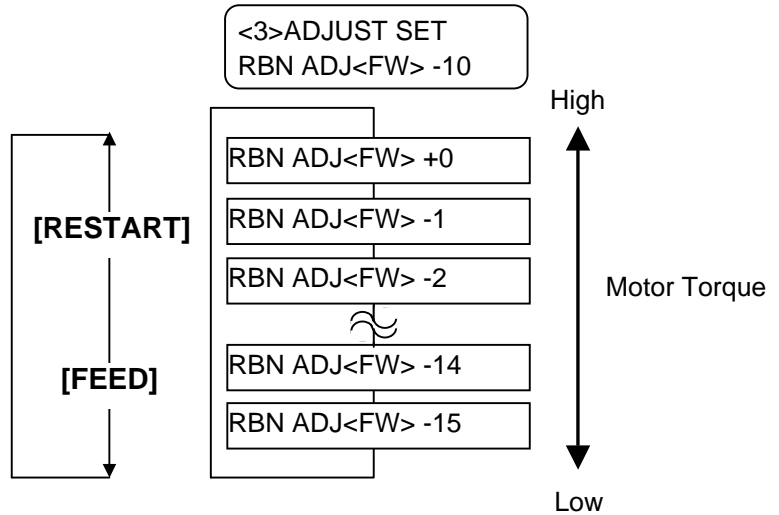 <3>ADJUST SET
RBN ADJ<FW> -10
High
RBN ADJ<FW> +0
RBN ADJ<FW> -1
[RESTART]
RBN ADJ<FW> -2
Motor Torque
RBN ADJ<FW> -14
[FEED]
RBN ADJ<FW> -15
Low